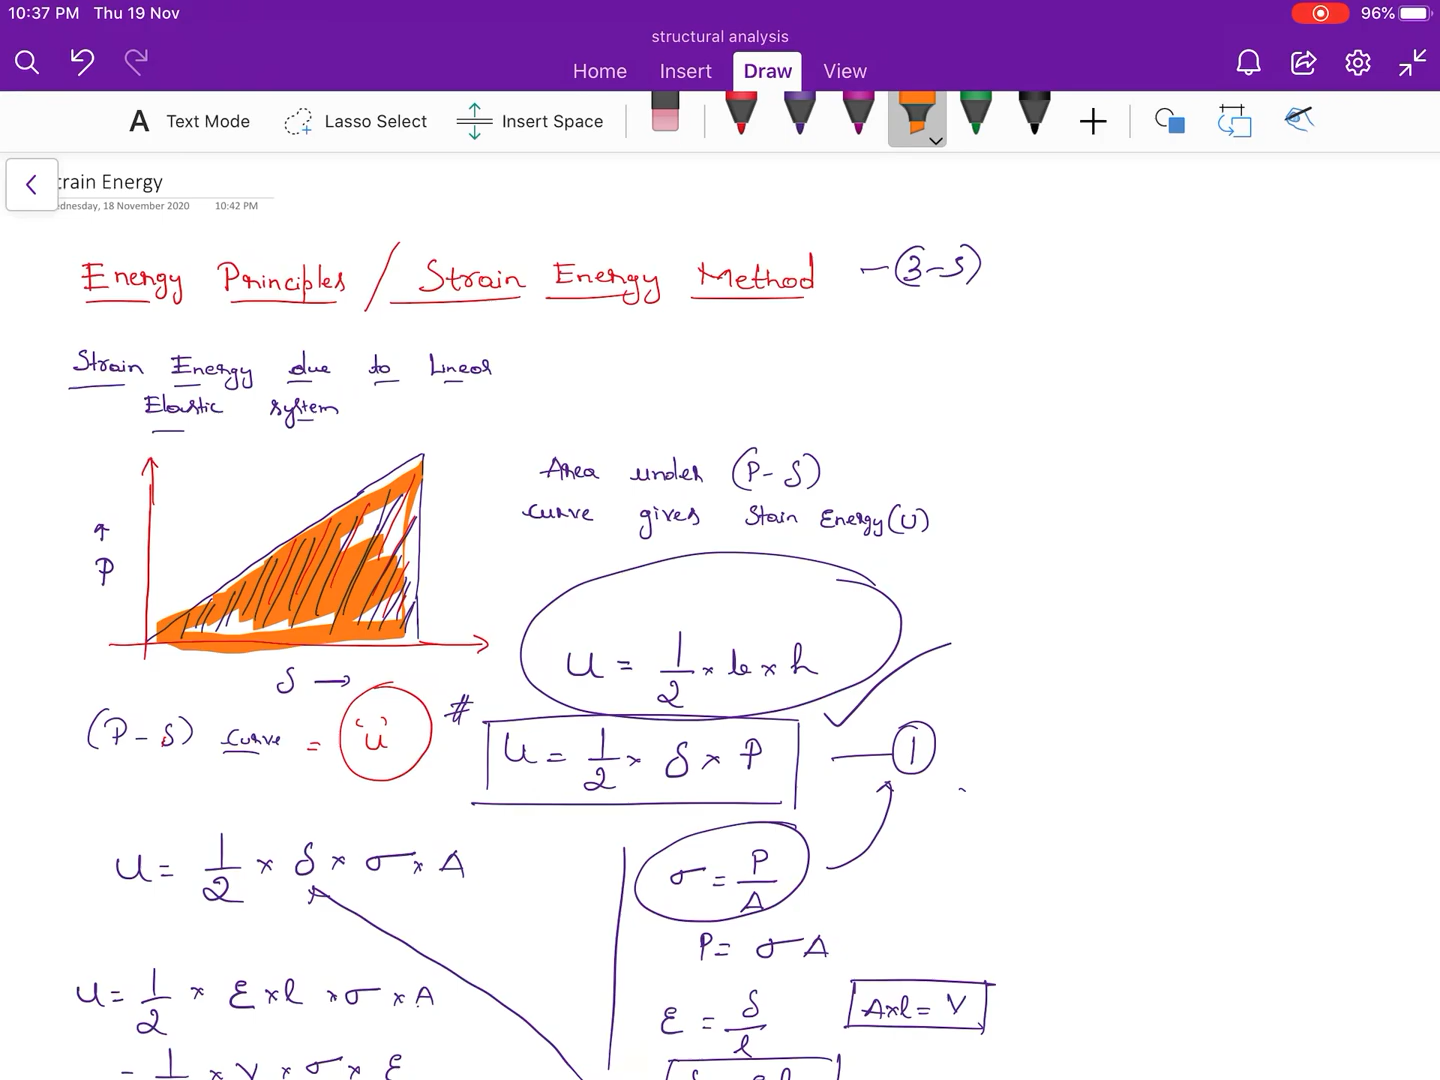 10:37 PM Thu 19 Nov 96%
structural analysis
Home Insert Draw View
A Text Mode Lasso Select Insert Space
train Energy
ednesday, 18 November 2020 10:42 PM
Energy Principles / Strain Energy Method - (3-5)
Strain Energy due to Linear
Elastic system
Area under (P-δ)
curve gives Stain Energy (U)
↑
P
U = 1/2 × b × h
δ →
(P-δ) curve = "u"
#
U = 1/2 × δ × P — ①
U = 1/2 × δ × σ × A
σ = P/A
P = σ A
U = 1/2 × ε × l × σ × A
ε = δ/l
A×l = V
= 1 × V × σ × ε